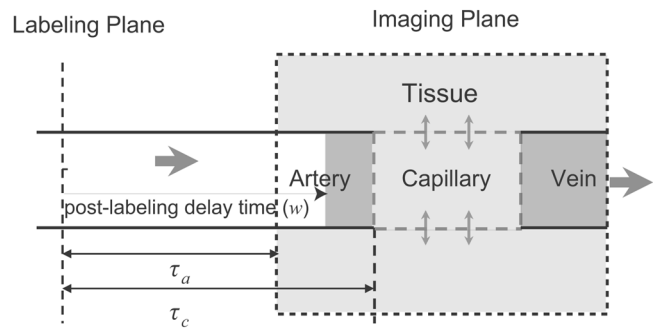 Labeling Plane
Imaging Plane
Tissue
Artery
Capillary
Vein
post-labeling delay time (w)
τa
τc